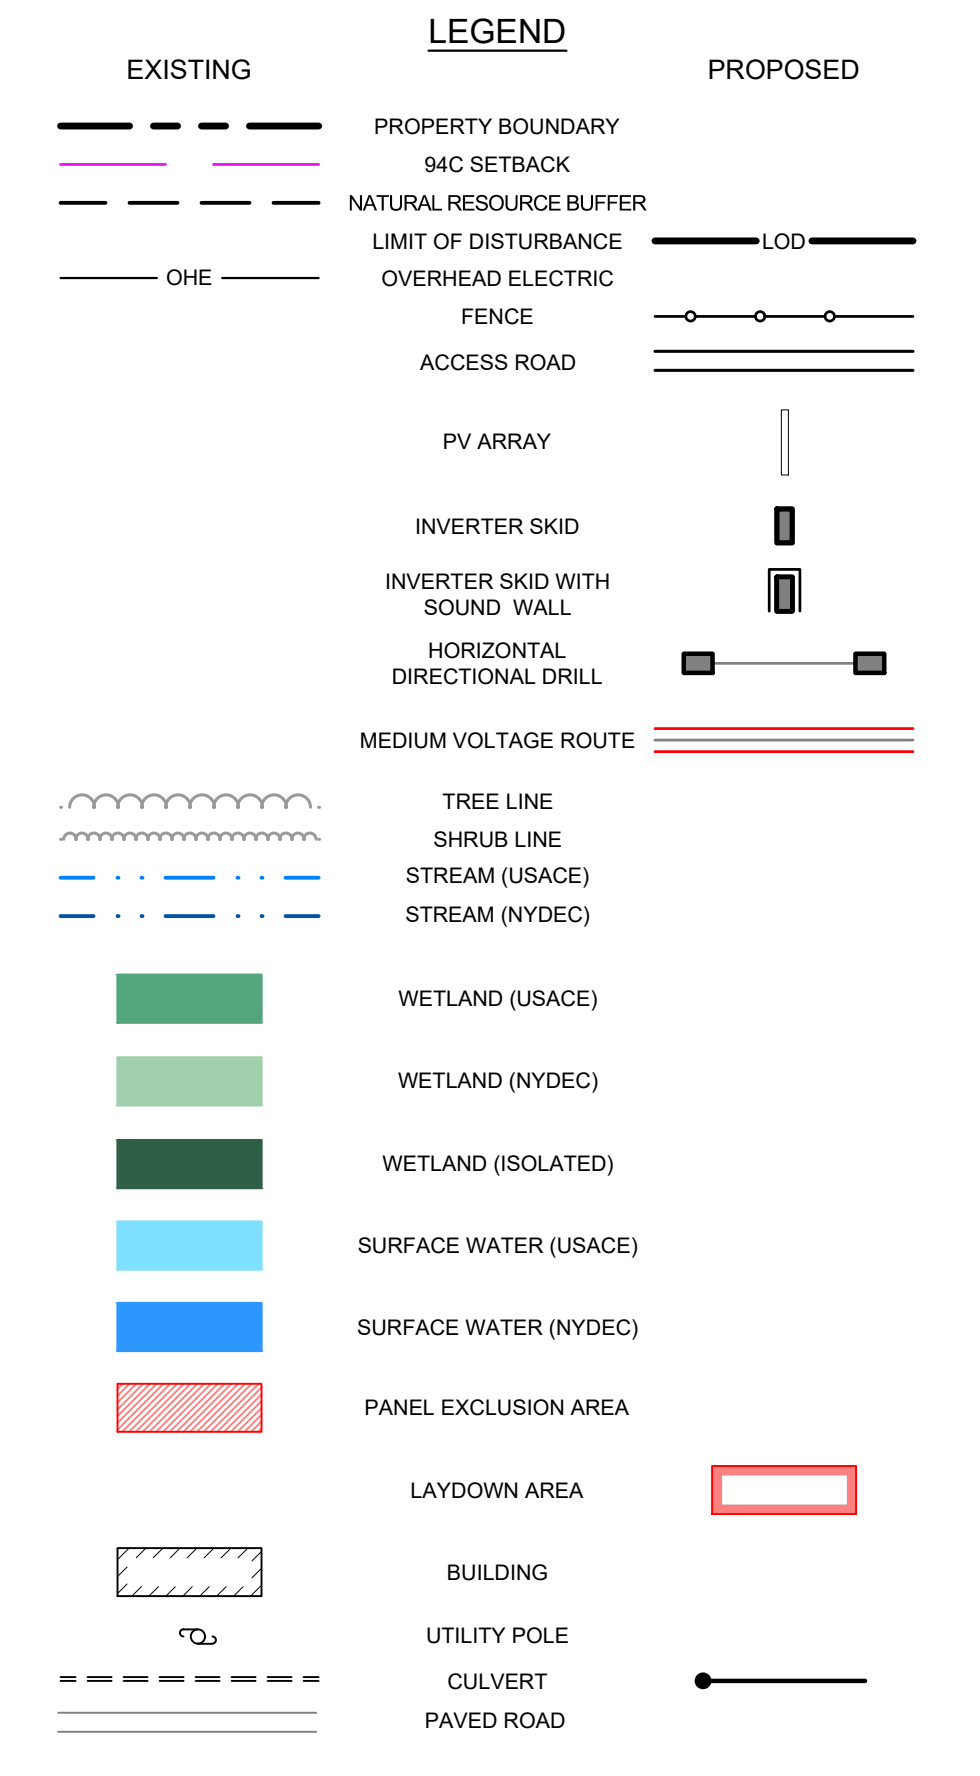 LEGEND
EXISTING PROPOSED
PROPERTY BOUNDARY
94C SETBACK
NATURAL RESOURCE BUFFER
LIMIT OF DISTURBANCE LOD
OHE OVERHEAD ELECTRIC
FENCE
ACCESS ROAD
PV ARRAY
INVERTER SKID
INVERTER SKID WITH
SOUND WALL
HORIZONTAL
DIRECTIONAL DRILL
MEDIUM VOLTAGE ROUTE
TREE LINE
SHRUB LINE
STREAM (USACE)
STREAM (NYDEC)
WETLAND (USACE)
WETLAND (NYDEC)
WETLAND (ISOLATED)
SURFACE WATER (USACE)
SURFACE WATER (NYDEC)
PANEL EXCLUSION AREA
LAYDOWN AREA
BUILDING
UTILITY POLE
CULVERT
PAVED ROAD